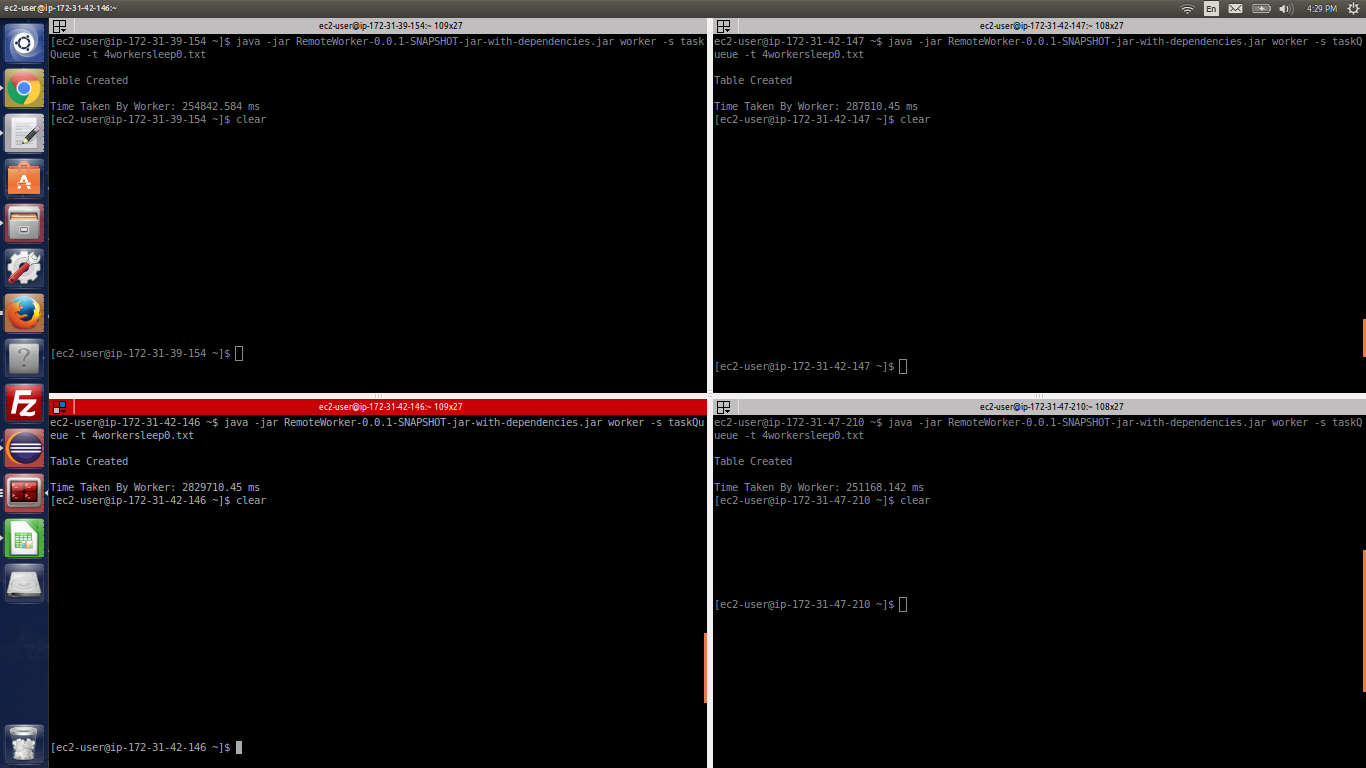 ec2-user@ip-172-31-42-146:~
En
4:29 PM
ec2-user@ip-172-31-39-154:~ 109x27
[ec2-user@ip-172-31-39-154 ~]$ java -jar RemoteWorker-0.0.1-SNAPSHOT-jar-with-dependencies.jar worker -s task
Queue -t 4workersleep0.txt
Table Created
Time Taken By Worker: 254842.584 ms
[ec2-user@ip-172-31-39-154 ~]$ clear
[ec2-user@ip-172-31-39-154 ~]$
ec2-user@ip-172-31-42-147:~ 108x27
ec2-user@ip-172-31-42-147 ~$ java -jar RemoteWorker-0.0.1-SNAPSHOT-jar-with-dependencies.jar worker -s taskQ
ueue -t 4workersleep0.txt
Table Created
Time Taken By Worker: 287810.45 ms
[ec2-user@ip-172-31-42-147 ~]$ clear
[ec2-user@ip-172-31-42-147 ~]$
ec2-user@ip-172-31-42-146:~ 109x27
ec2-user@ip-172-31-42-146 ~$ java -jar RemoteWorker-0.0.1-SNAPSHOT-jar-with-dependencies.jar worker -s taskQu
eue -t 4workersleep0.txt
Table Created
Time Taken By Worker: 2829710.45 ms
[ec2-user@ip-172-31-42-146 ~]$ clear
[ec2-user@ip-172-31-42-146 ~]$
ec2-user@ip-172-31-47-210:~ 108x27
ec2-user@ip-172-31-47-210 ~$ java -jar RemoteWorker-0.0.1-SNAPSHOT-jar-with-dependencies.jar worker -s taskQ
ueue -t 4workersleep0.txt
Table Created
Time Taken By Worker: 251168.142 ms
[ec2-user@ip-172-31-47-210 ~]$ clear
[ec2-user@ip-172-31-47-210 ~]$
Fz